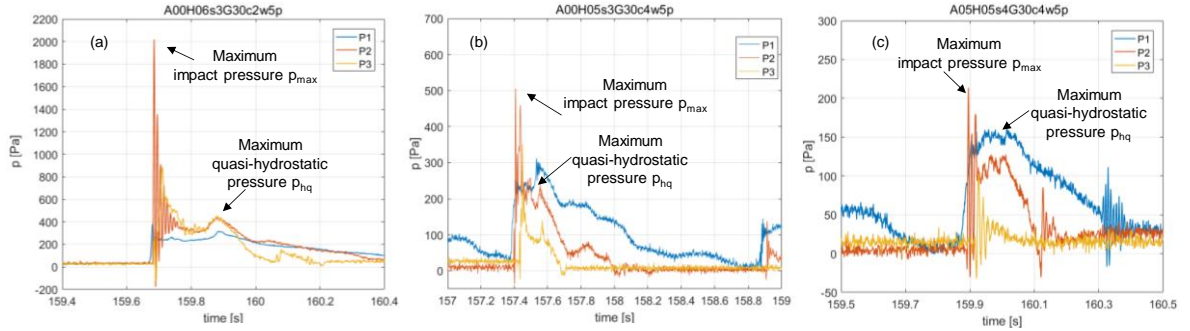 A00H06s3G30c2w5p
(a)
Maximum
impact pressure pmax
Maximum
quasi-hydrostatic
pressure phq
P1
P2
P3
2200
2000
1800
1600
1400
1200
1000
800
600
400
200
0
-200
p [Pa]
159.4
159.6
159.8
160
160.2
160.4
time [s]
A00H05s3G30c4w5p
(b)
Maximum
impact pressure pmax
Maximum
quasi-hydrostatic
pressure phq
P1
P2
P3
700
600
500
400
300
200
100
0
p [Pa]
157
157.2
157.4
157.6
157.8
158
158.2
158.4
158.6
158.8
159
time [s]
A05H05s4G30c4w5p
(c)
Maximum
impact pressure pmax
Maximum
quasi-hydrostatic
pressure phq
P1
P2
P3
300
250
200
150
100
50
0
-50
p [Pa]
159.5
159.7
159.9
160.1
160.3
160.5
time [s]